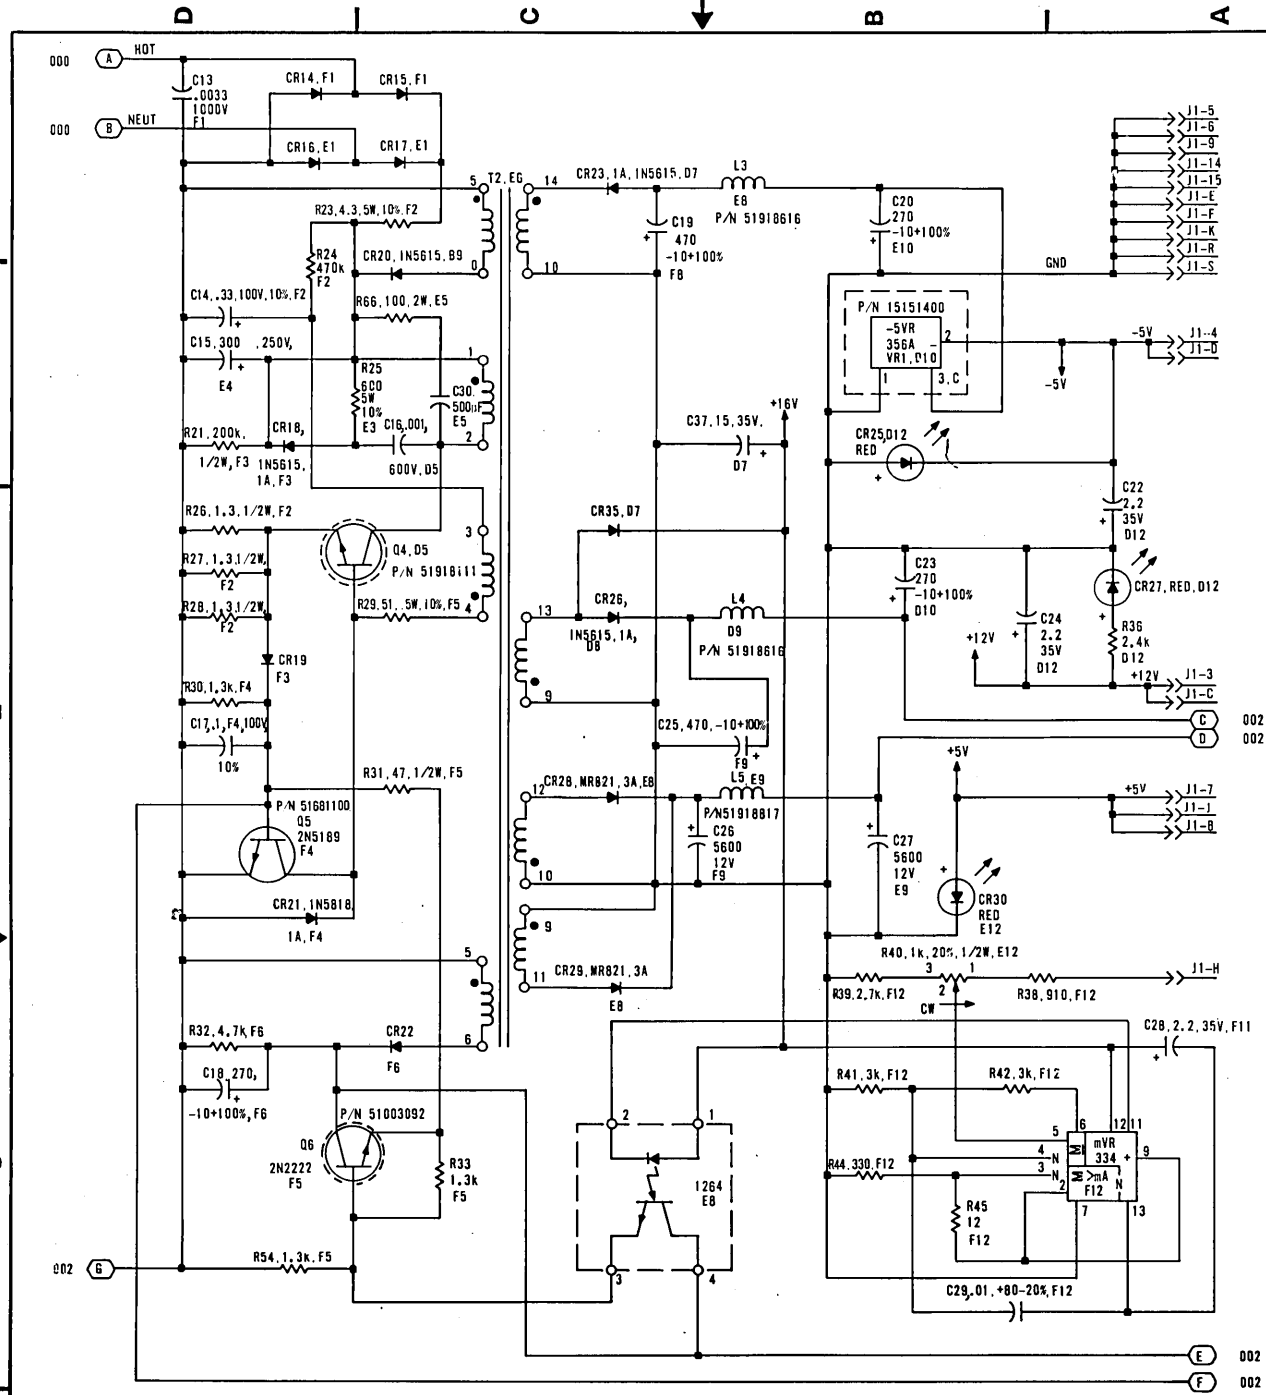 D
C
B
A
000
A
HOT
C13
.0033
1000V
F1
CR14,F1
CR15,F1
000
B
NEUT
CR16,E1
CR17,E1
J1-5
J1-6
J1-9
J1-14
J1-15
J1-E
J1-F
J1-K
J1-R
J1-S
GND
5
T2,EG
14
CR23,1A,IN5615,D7
L3
E8
P/N 51918616
R23,4.3,5W,10%,F2
C19
470
-10+100%
F8
+
C20
270
-10+100%
E10
+
R24
470k
F2
CR20,IN5615,B9
0
10
C14,.33,100V,10%,F2
+
R66,100,2W,E5
P/N 15151400
-5VR
356A
VR1,D10
–
2
1
3,C
-5V
J1-4
J1-D
-5V
C15,300 ,250V,
+
E4
1
R25
600
5W
10%
E3
C30,
500pF
E5
+16V
C37,15,35V,
+
D7
R21,200k,
1/2W,F3
CR18,
1N5615,
1A,F3
C16,001,
600V,D5
2
CR25,D12
RED
+
C22
2.2
35V
D12
+
R26,1.3,1/2W,F2
Q4,D5
P/N 51918111
3
CR35,D7
R27,1.3,1/2W,
F2
C23
270
-10+100%
D10
+
CR27,RED,D12
+
R28,1.3,1/2W,
F2
R29,51,.5W,10%,F5
4
13
CR26,
IN5615,1A,
D8
L4
D9
P/N 51918616
C24
2.2
35V
D12
+
+12V
R36
2.4k
D12
CR19
F3
R30,1.3k,F4
9
+12V
J1-3
J1-C
C17,.1,F4,100V,
10%
C25,470,-10+100%
F9
+
C
002
D
002
+5V
R31,47,1/2W,F5
12
CR28,MR821,3A,E8
L5,E9
P/N51918817
+5V
J1-7
J1-J
J1-8
P/N 51681100
Q5
2N5189
F4
+
C26
5600
12V
F9
+
C27
5600
12V
E9
10
+
CR30
RED
E12
CR21,1N5818,
1A,F4
9
5
11
CR29,MR821,3A
E8
R40,1k,20%,1/2W,E12
3
1
2
R39,2.7k,F12
CW
R38,910,F12
J1-H
R32,4.7k,F6
CR22
F6
6
C28,2.2,35V,F11
+
C18,270,
+
-10+100%,F6
R41,3k,F12
R42,3k,F12
P/N 51003092
Q6
2N2222
F5
2
1
5
6
12
11
4
N
3
N
2
M
mVR
334
+
9
M
>mA
N
F12
7
13
R33
1.3k
F5
1264
E8
R44,330,F12
R45
12
F12
002
G
R54,1.3k,F5
3
4
C29,.01,+80-20%,F12
E
002
F
002